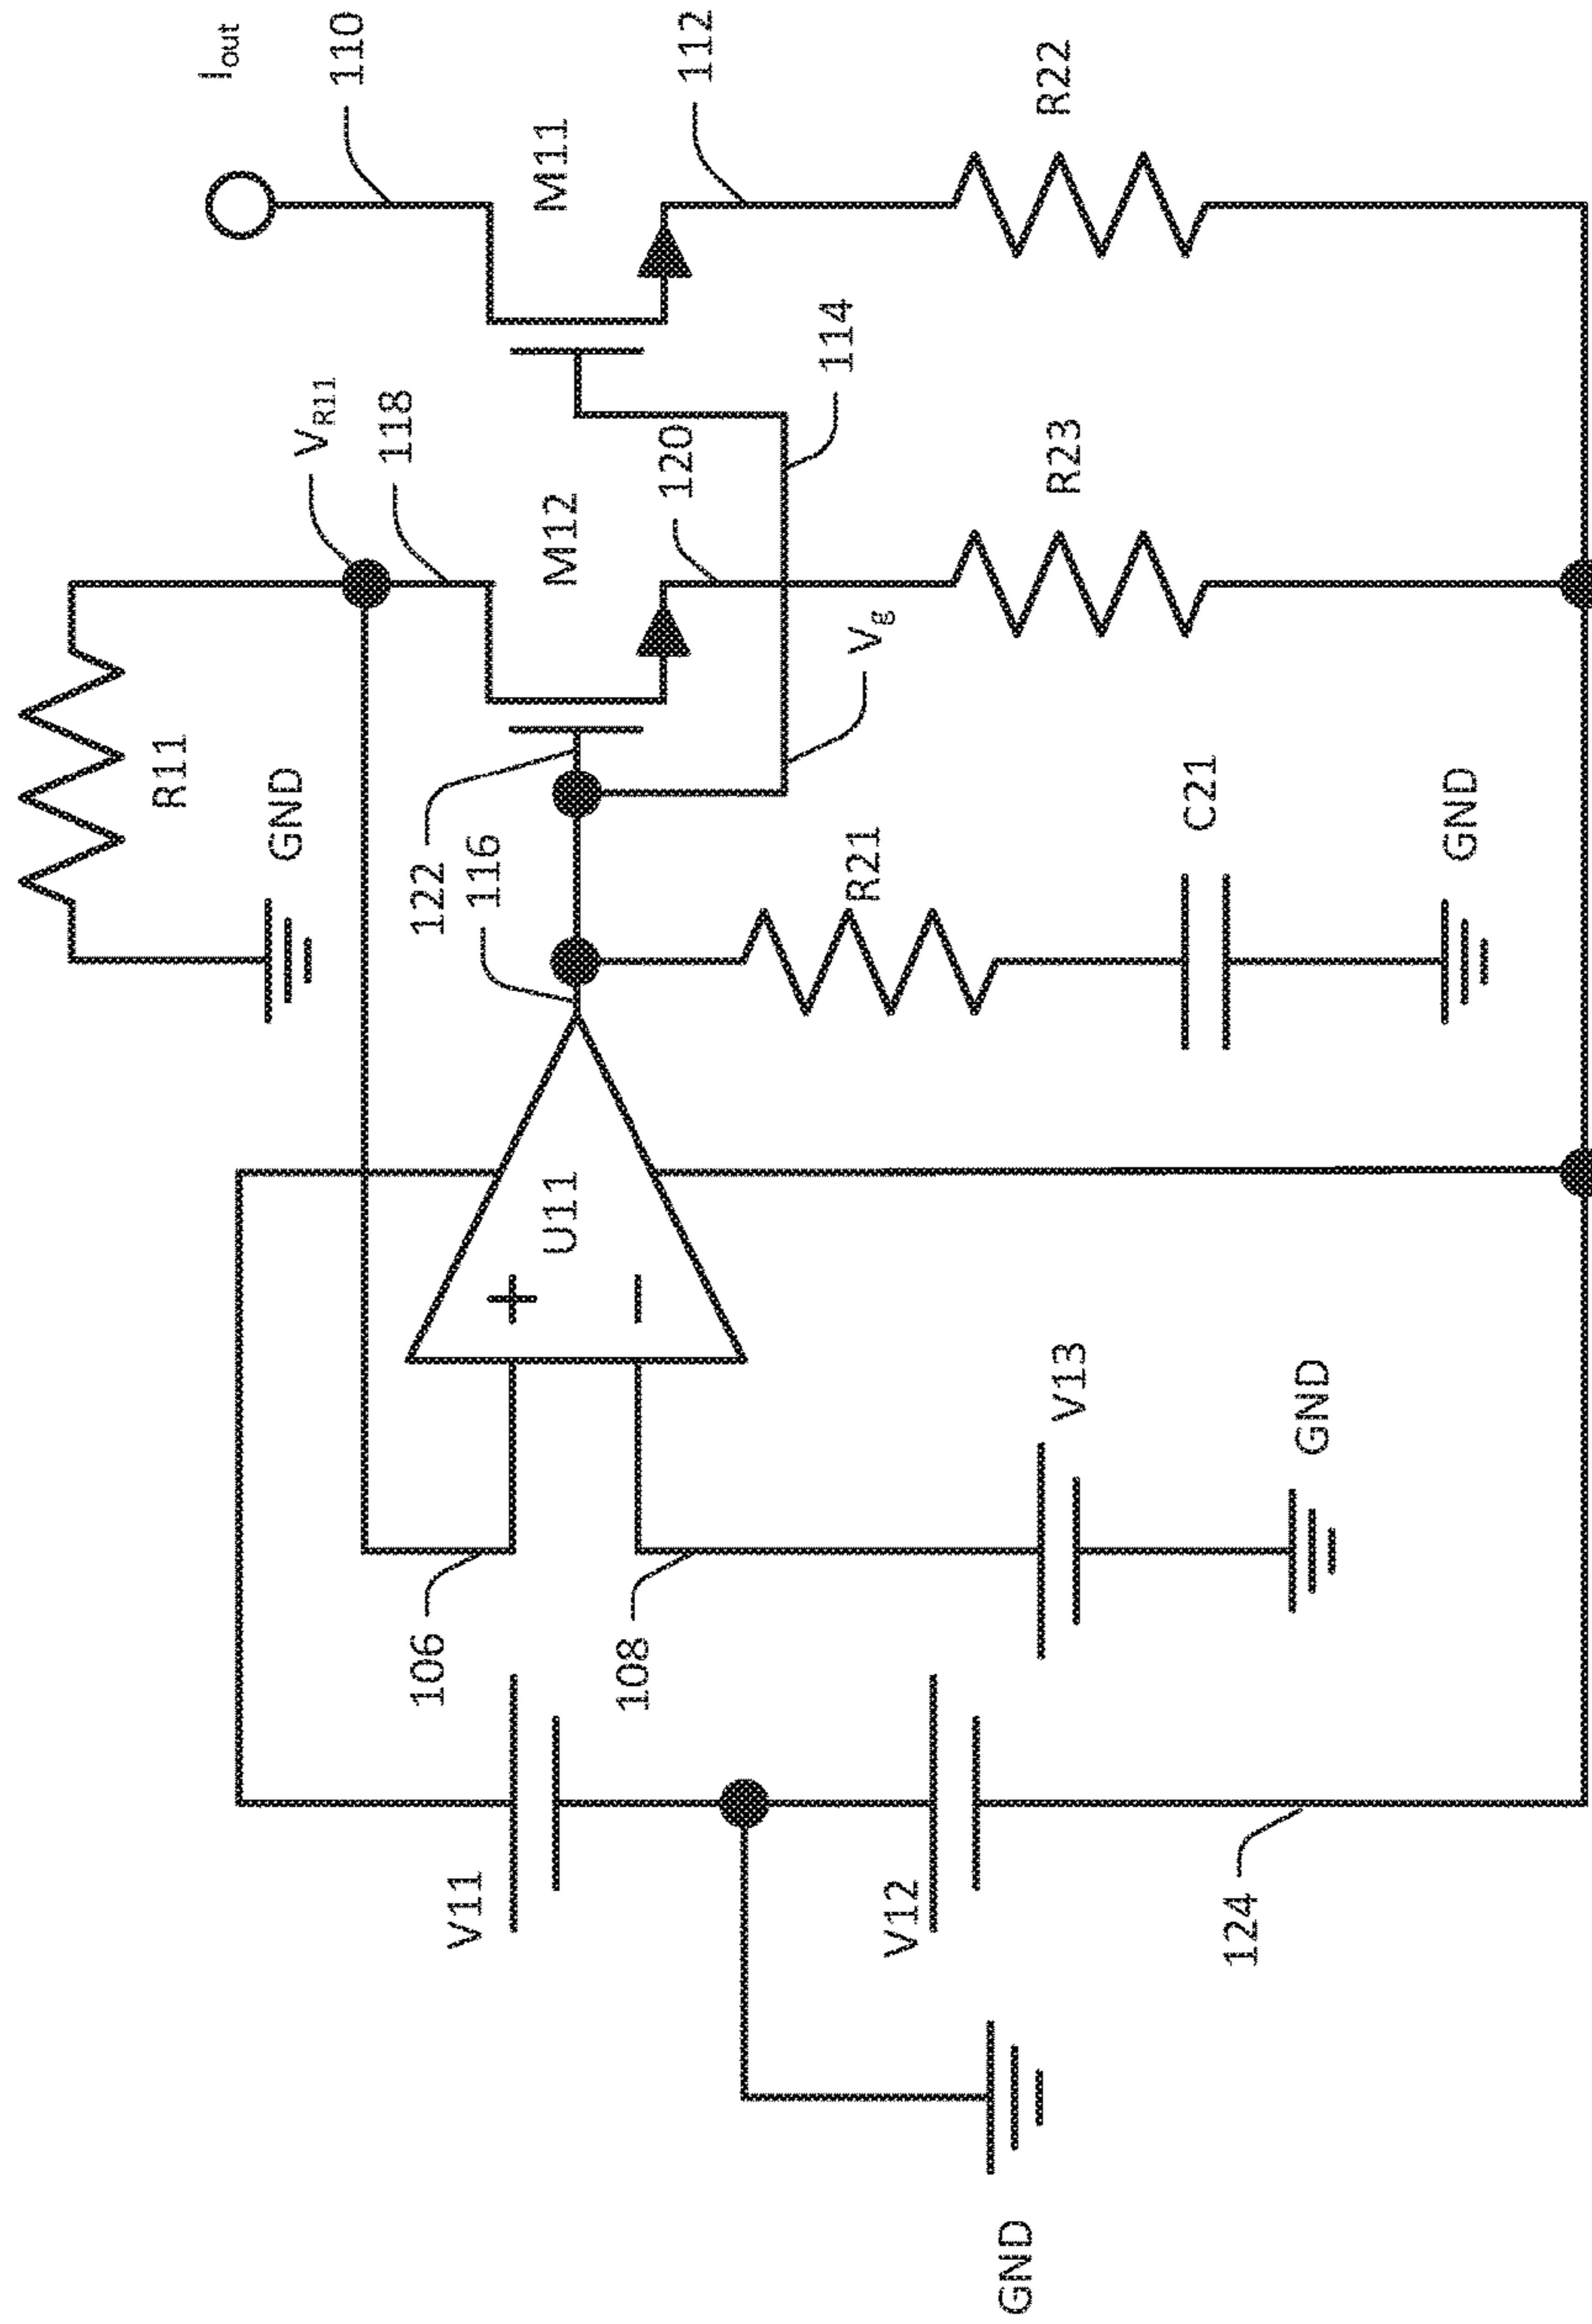 I_out
110
R11
V_R11
118
GND
M11
M12
122
116
112
120
U11
106
V11
114
V_g
108
R21
R22
R23
V12
V13
C21
124
GND
GND
GND